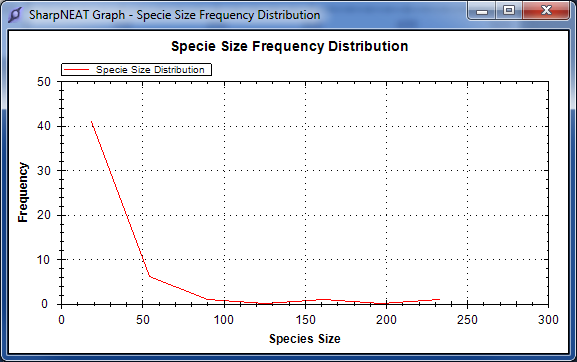 SharpNEAT Graph - Specie Size Frequency Distribution
Specie Size Frequency Distribution
Specie Size Distribution
50
40
30
20
10
0
Frequency
0 50 100 150 200 250 300
Species Size